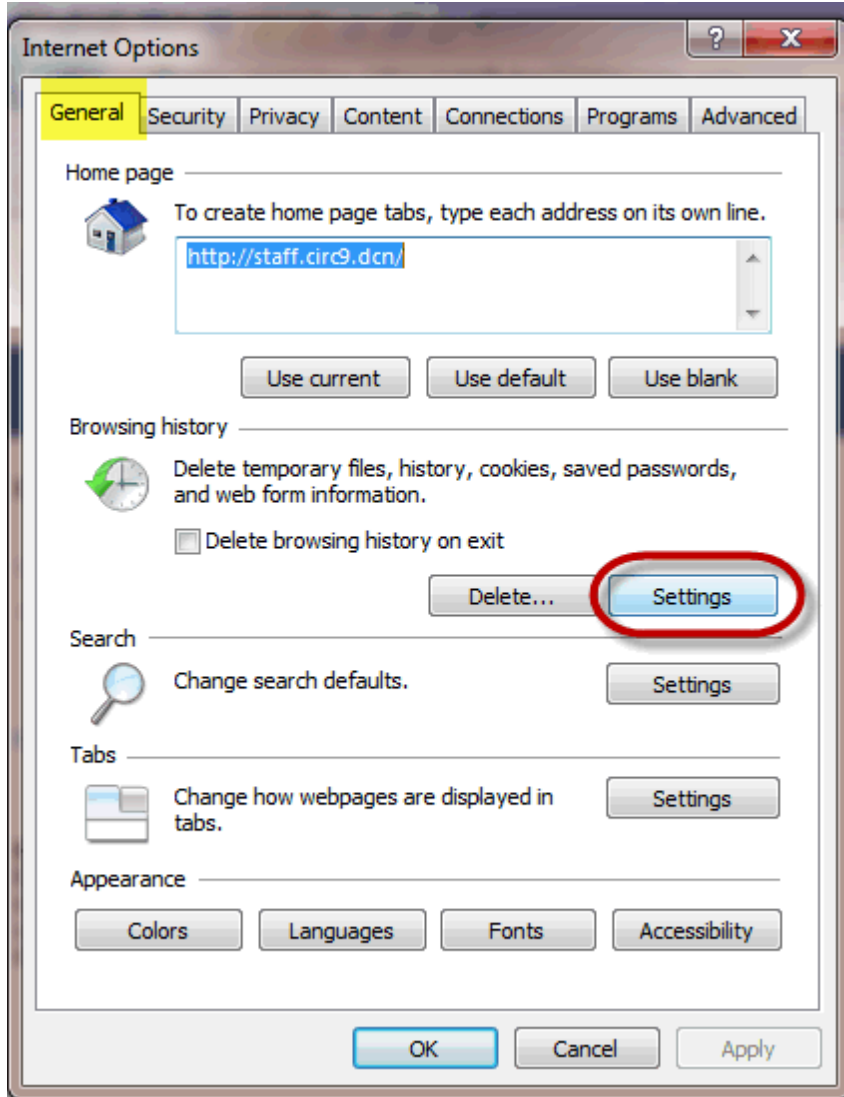 Internet Options
?
X
General Security Privacy Content Connections Programs Advanced
Home page
To create home page tabs, type each address on its own line.
http://staff.circ9.dcn/
Use current Use default Use blank
Browsing history
Delete temporary files, history, cookies, saved passwords,
and web form information.
Delete browsing history on exit
Delete... Settings
Search
Change search defaults. Settings
Tabs
Change how webpages are displayed in Settings
tabs.
Appearance
Colors Languages Fonts Accessibility
OK Cancel Apply